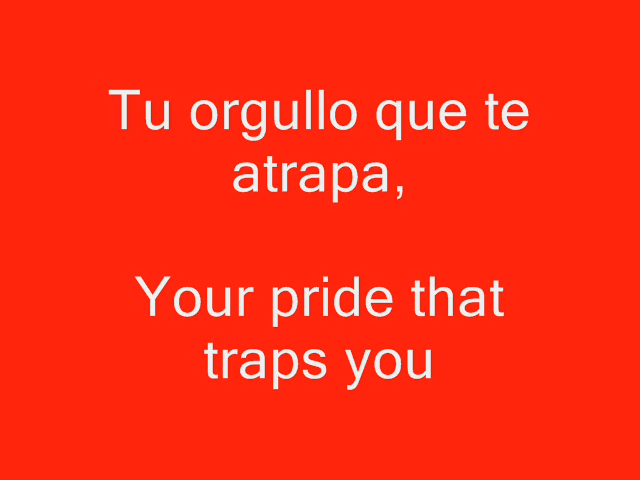 Tu orgullo que te
atrapa,
Your pride that
traps you